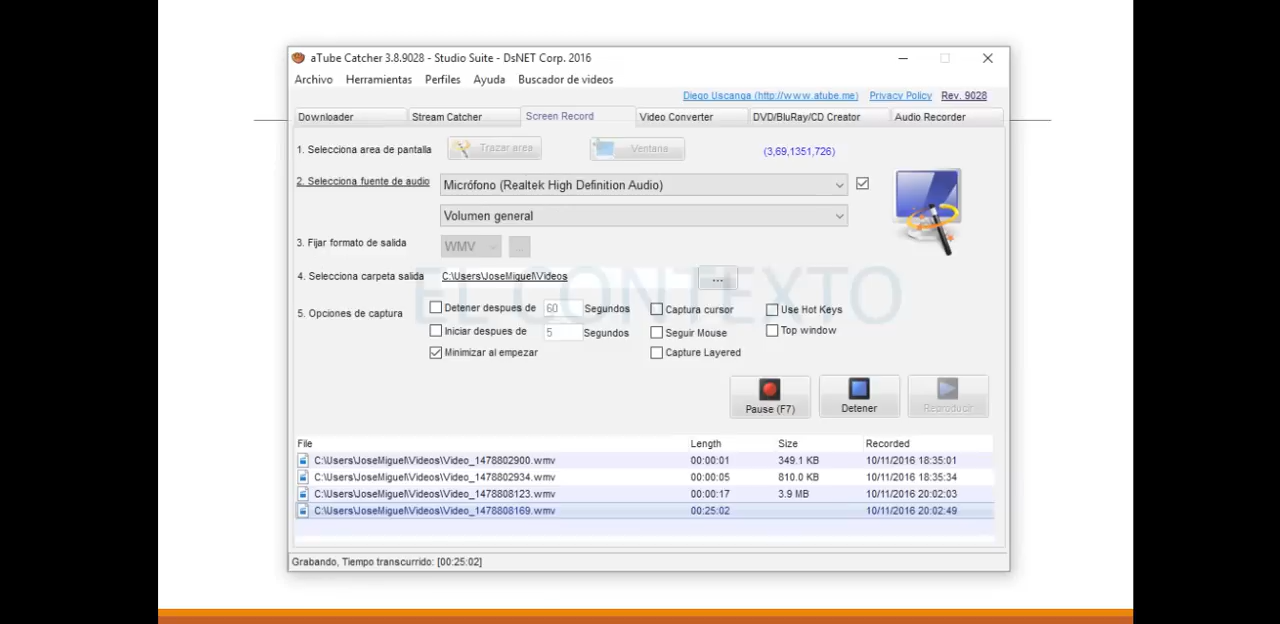 aTube Catcher 3.8.9028 - Studio Suite - DsNET Corp. 2016
Archivo Herramientas Perfiles Ayuda Buscador de videos
Diego Uscanga (http://www.atube.me) Privacy Policy Rev. 9028
Downloader Stream Catcher Screen Record Video Converter DVD/BluRay/CD Creator Audio Recorder
1. Selecciona area de pantalla Trazar area Ventana (3,69,1351,726)
2. Selecciona fuente de audio Micrófono (Realtek High Definition Audio)
Volumen general
3. Fijar formato de salida WMV ...
4. Selecciona carpeta salida C:\Users\JoseMiguel\Videos ...
EL CONTEXTO
5. Opciones de captura Detener despues de 60 Segundos Captura cursor Use Hot Keys
Iniciar despues de 5 Segundos Seguir Mouse Top window
Minimizar al empezar Capture Layered
Pause (F7) Detener Reproducir
File Length Size Recorded
C:\Users\JoseMiguel\Videos\Video_1478802900.wmv 00:00:01 349.1 KB 10/11/2016 18:35:01
C:\Users\JoseMiguel\Videos\Video_1478802934.wmv 00:00:05 810.0 KB 10/11/2016 18:35:34
C:\Users\JoseMiguel\Videos\Video_1478808123.wmv 00:00:17 3.9 MB 10/11/2016 20:02:03
C:\Users\JoseMiguel\Videos\Video_1478808169.wmv 00:25:02 10/11/2016 20:02:49
Grabando, Tiempo transcurrido: [00:25:02]